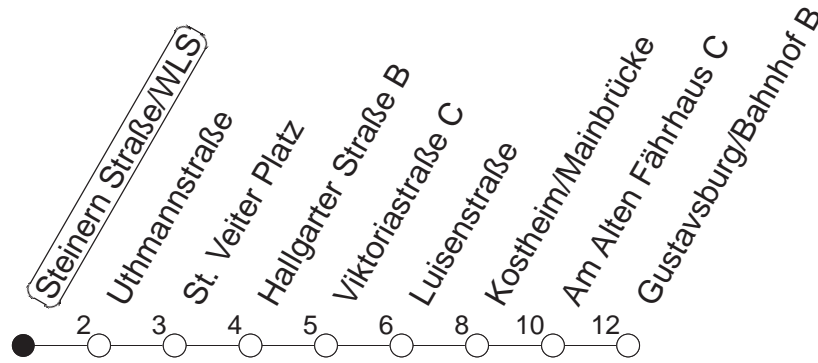 Steinern Straße/WLS
Uthmannstraße
St. Veiter Platz
Hallgarter Straße B
Viktoriastraße C
Luisenstraße
Kostheim/Mainbrücke
Am Alten Fährhaus C
Gustavsburg/Bahnhof B
2 3 4 5 6 8 10 12